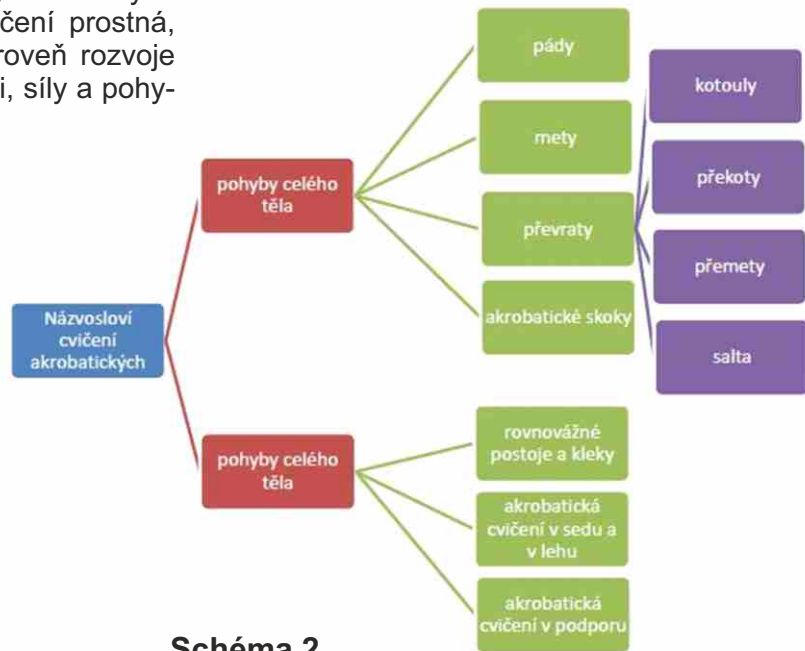 čení prostná,
roveň rozvoje
i, síly a pohy-
Názvosloví
cvičení
akrobatických
pohyby celého
těla
pády
mety
převraty
akrobatické skoky
kotouly
překoty
přemety
salta
pohyby celého
těla
rovnovážné
postoje a kleky
akrobatická
cvičení v sedu a
v lehu
akrobatická
cvičení v podporu
Schéma 2